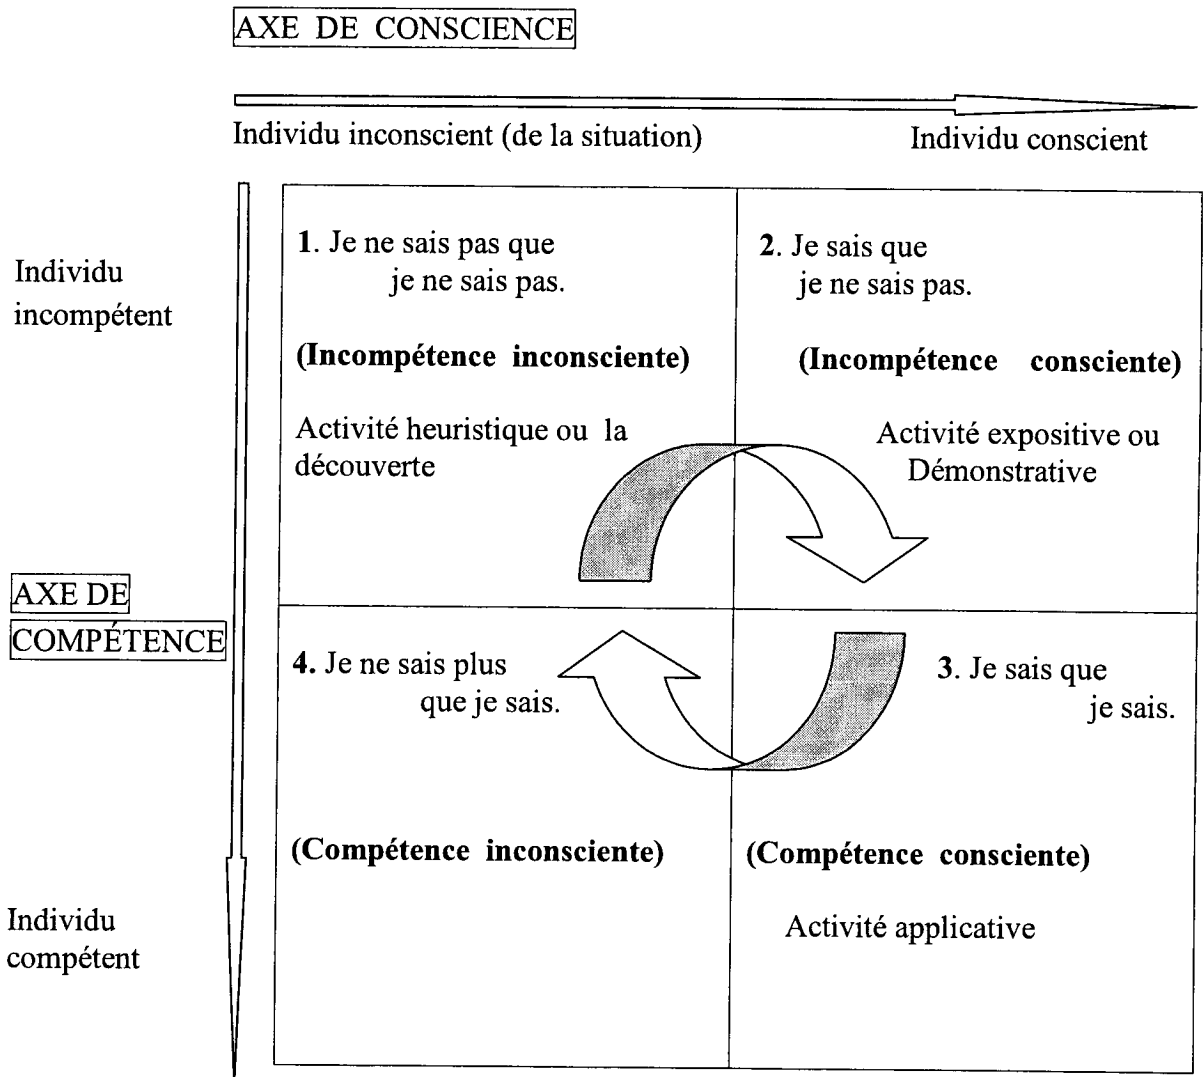 AXE DE CONSCIENCE
Individu inconscient (de la situation)
Individu conscient
Individu
incompétent
1. Je ne sais pas que
je ne sais pas.
(Incompétence inconsciente)
Activité heuristique ou la
découverte
2. Je sais que
je ne sais pas.
(Incompétence consciente)
Activité expositive ou
Démonstrative
AXE DE
COMPÉTENCE
4. Je ne sais plus
que je sais.
(Compétence inconsciente)
3. Je sais que
je sais.
(Compétence consciente)
Activité applicative
Individu
compétent